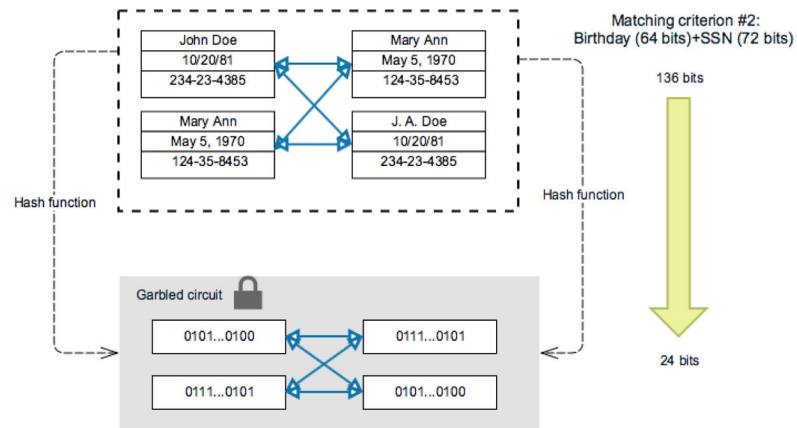 Matching criterion #2:
Birthday (64 bits)+SSN (72 bits)
136 bits
John Doe
10/20/81
234-23-4385
Mary Ann
May 5, 1970
124-35-8453
Mary Ann
May 5, 1970
124-35-8453
J. A. Doe
10/20/81
234-23-4385
Hash function
Hash function
Garbled circuit
0101...0100
0111...0101
0111...0101
0101...0100
24 bits